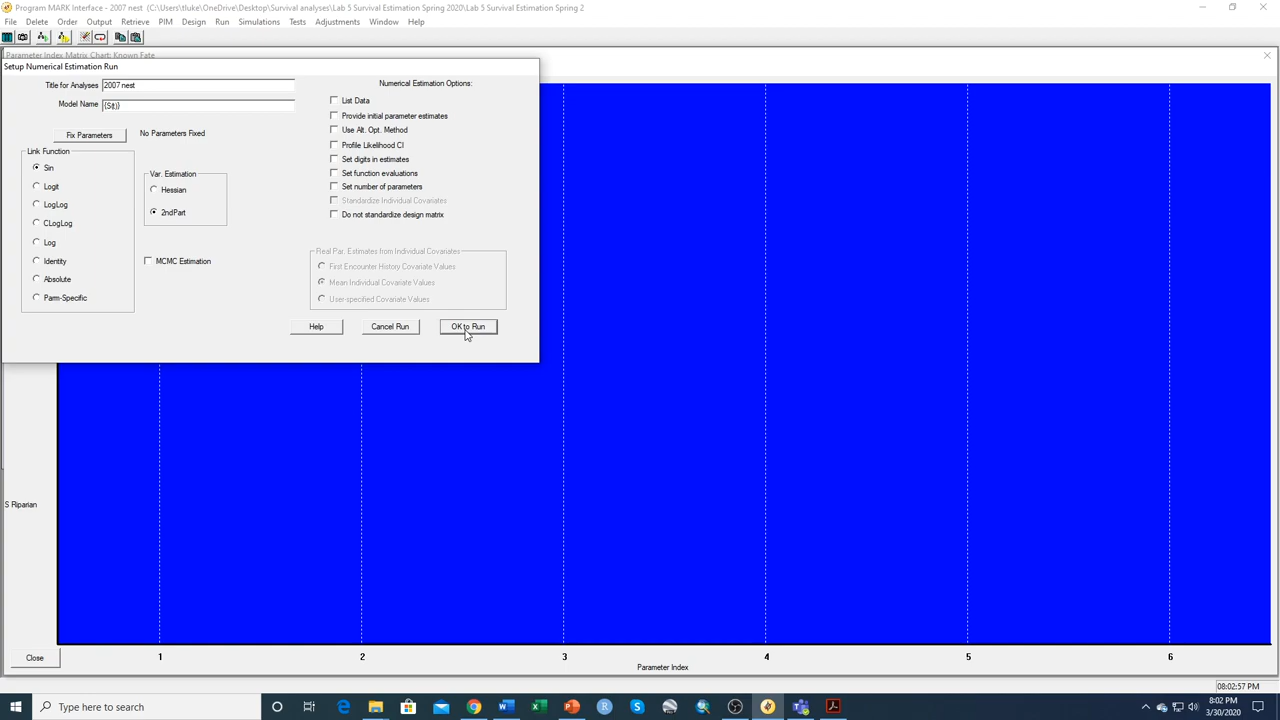 Program MARK Interface - 2007 nest (C:\Users\tluke\OneDrive\Desktop\Survival analyses\Lab 5 Survival Estimation Spring 2020\Lab 5 Survival Estimation Spring 2
File Delete Order Output Retrieve PIM Design Run Simulations Tests Adjustments Window Help
Parameter Index Matrix Chart: Known Fate
Setup Numerical Estimation Run
Title for Analyses 2007 nest
Model Name {S(t)}
Fix Parameters No Parameters Fixed
Link Function
Sin
Logit
LogLog
CLogLog
Log
Identity
Absolute
Parm-Specific
Var. Estimation
Hessian
2ndPart
MCMC Estimation
Numerical Estimation Options:
List Data
Provide initial parameter estimates
Use Alt. Opt. Method
Profile Likelihood CI
Set digits in estimates
Set function evaluations
Set number of parameters
Standardize Individual Covariates
Do not standardize design matrix
Real Par. Estimates from Individual Covariates
First Encounter History Covariate Values
Mean Individual Covariate Values
User-specified Covariate Values
Help Cancel Run OK to Run
S Riparian
Close
1 2 3 4 5 6
Parameter Index
08:02:57 PM
Type here to search
8:02 PM
3/30/2020